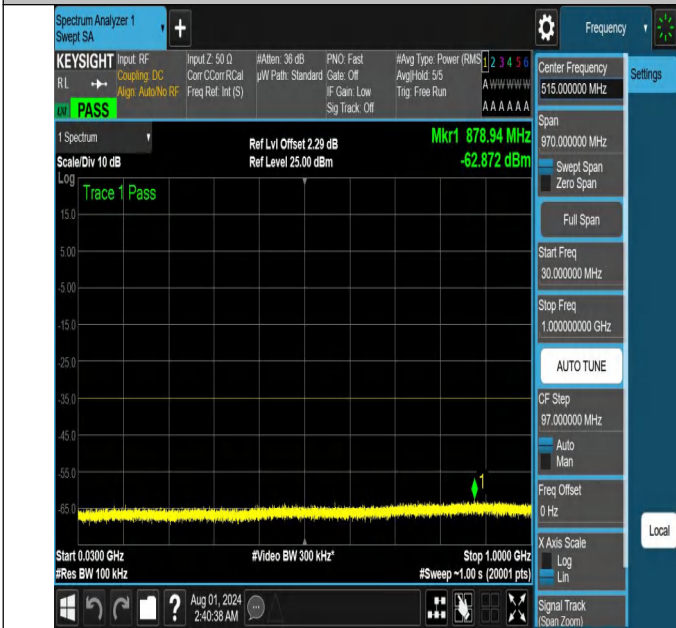 Spectrum Analyzer 1
Swept SA
+
Frequency
KEYSIGHT
RL
PASS
Input: RF
Coupling: DC
Align: Auto/No RF
Input Z: 50 Ω
Corr CCorr RCal
Freq Ref: Int (S)
#Atten: 36 dB
µW Path: Standard
PNO: Fast
Gate: Off
IF Gain: Low
Sig Track: Off
#Avg Type: Power (RMS
Avg|Hold: 5/5
Trig: Free Run
1 2 3 4 5 6
A W W W W W
A A A A A A
1 Spectrum
Scale/Div 10 dB
Ref Lvl Offset 2.29 dB
Ref Level 25.00 dBm
Mkr1 878.94 MHz
-62.872 dBm
Log
Trace 1 Pass
15.0
5.00
-5.00
-15.0
-25.0
-35.0
-45.0
-55.0
-65.0
1
Start 0.0300 GHz
#Res BW 100 kHz
#Video BW 300 kHz*
Stop 1.0000 GHz
#Sweep ~1.00 s (20001 pts)
Center Frequency
515.000000 MHz
Settings
Span
970.000000 MHz
Swept Span
Zero Span
Full Span
Start Freq
30.000000 MHz
Stop Freq
1.000000000 GHz
AUTO TUNE
CF Step
97.000000 MHz
Auto
Man
Freq Offset
0 Hz
X Axis Scale
Log
Lin
Local
Signal Track
(Span Zoom)
?
Aug 01, 2024
2:40:38 AM